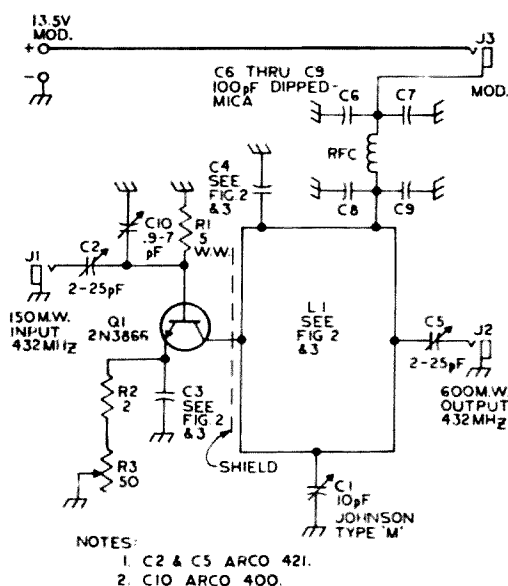 13.5V
MOD.
+
-
J3
MOD.
C6 THRU C9
100pF DIPPED-
MICA
C6
C7
RFC
C8
C9
C4
SEE
FIG. 2
& 3
C10
.9-7
pF
R1
5
W.W.
J1
C2
2-25pF
150M.W.
INPUT
432MHz
Q1
2N3866
L1
SEE
FIG 2
& 3
C5
2-25pF
J2
600M.W.
OUTPUT
432MHz
R2
2
C3
SEE
FIG. 2
& 3
R3
50
SHIELD
C1
10pF
JOHNSON
TYPE 'M'
NOTES:
1. C2 & C5 ARCO 421.
2. C10 ARCO 400.